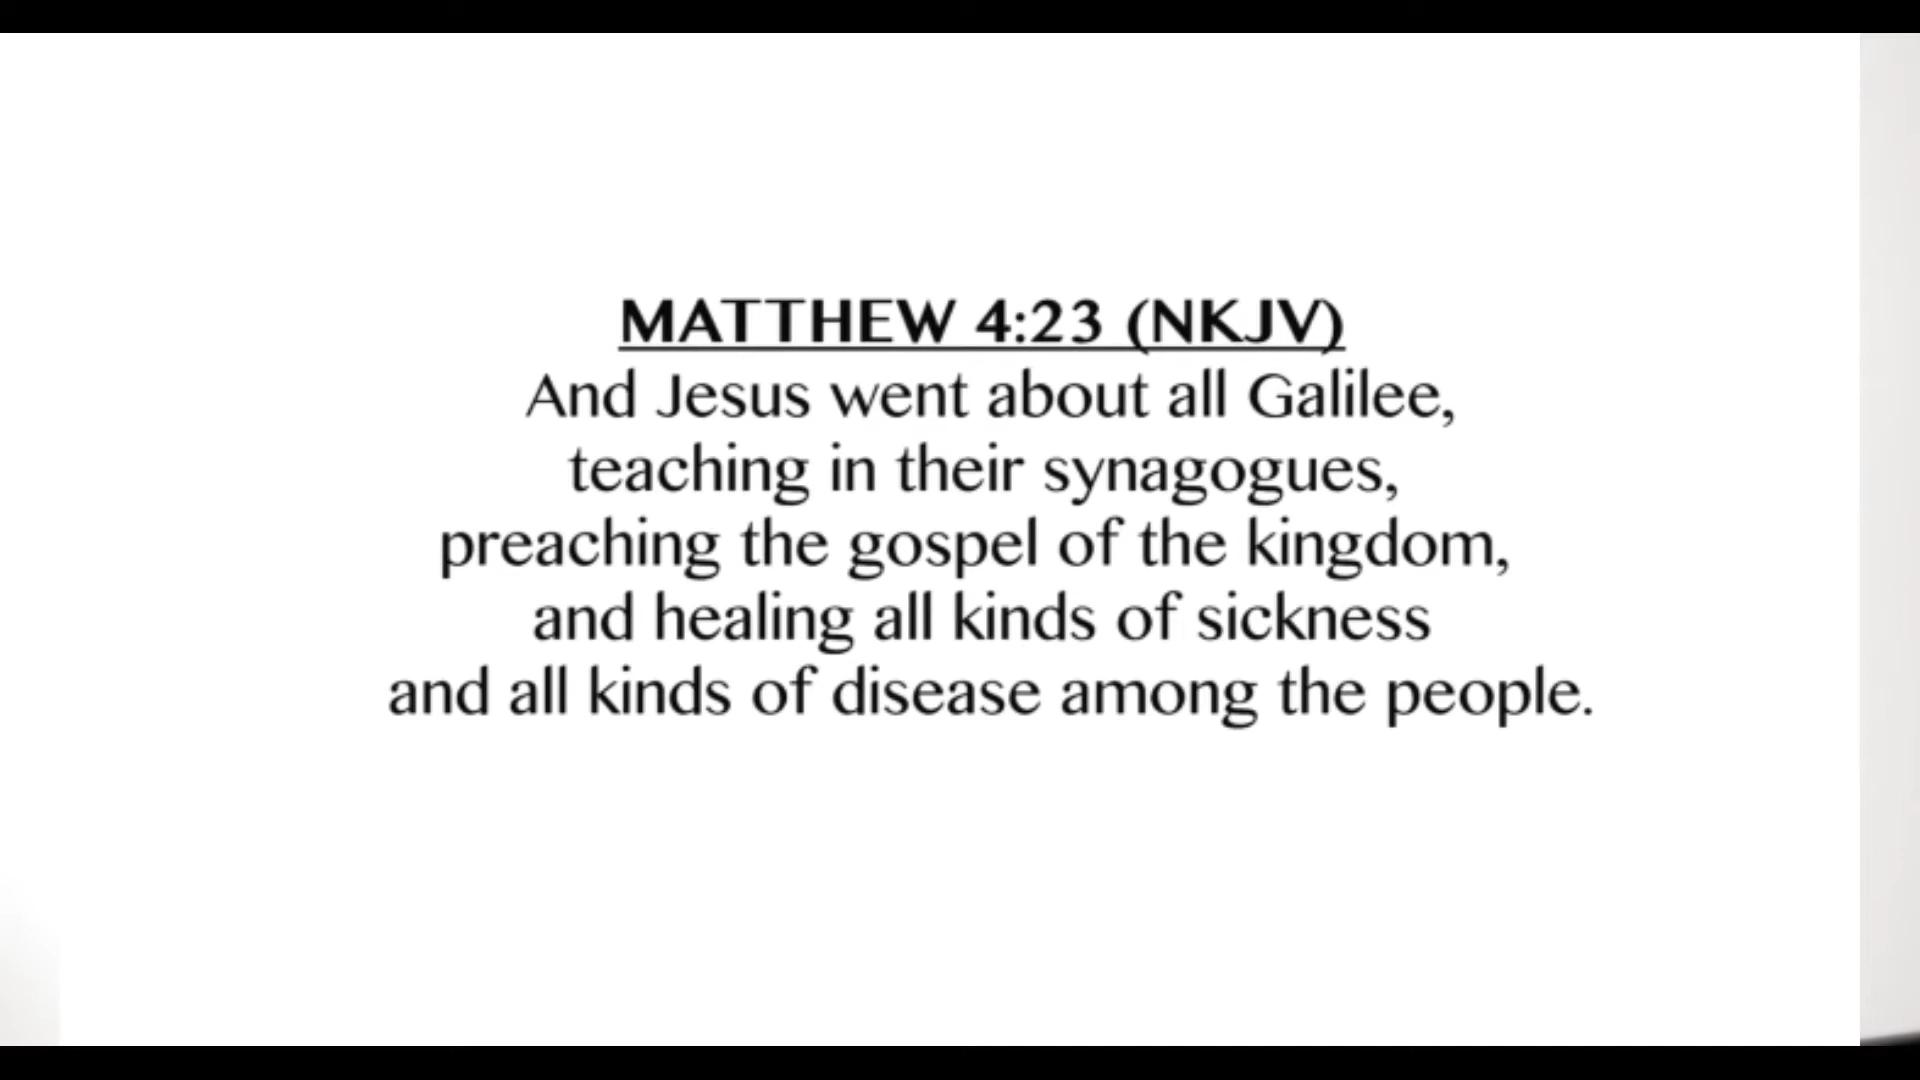 MATTHEW 4:23 (NKJV)
And Jesus went about all Galilee,
teaching in their synagogues,
preaching the gospel of the kingdom,
and healing all kinds of sickness
and all kinds of disease among the people.